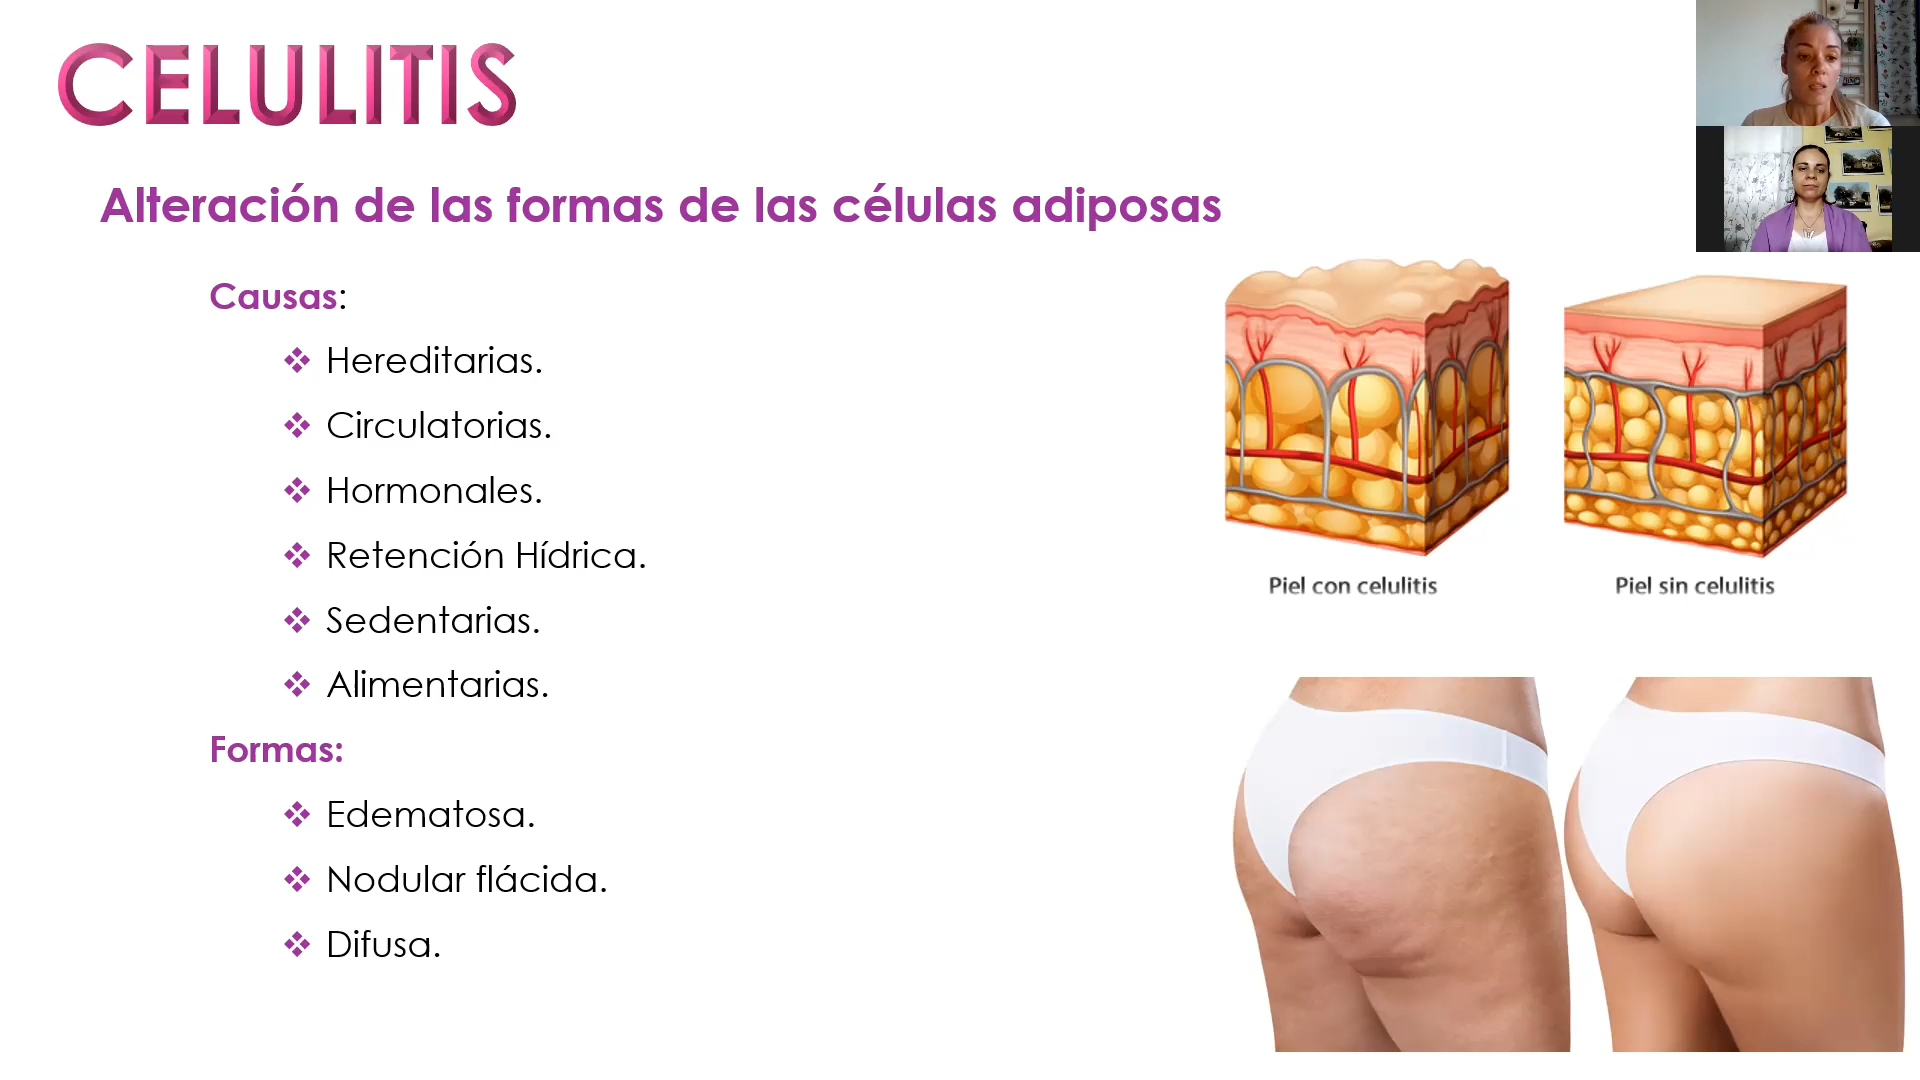 CELULITIS
Alteración de las formas de las células adiposas
Causas:
Hereditarias.
Circulatorias.
Hormonales.
Retención Hídrica.
Sedentarias.
Alimentarias.
Formas:
Edematosa.
Nodular flácida.
Difusa.
Piel con celulitis
Piel sin celulitis